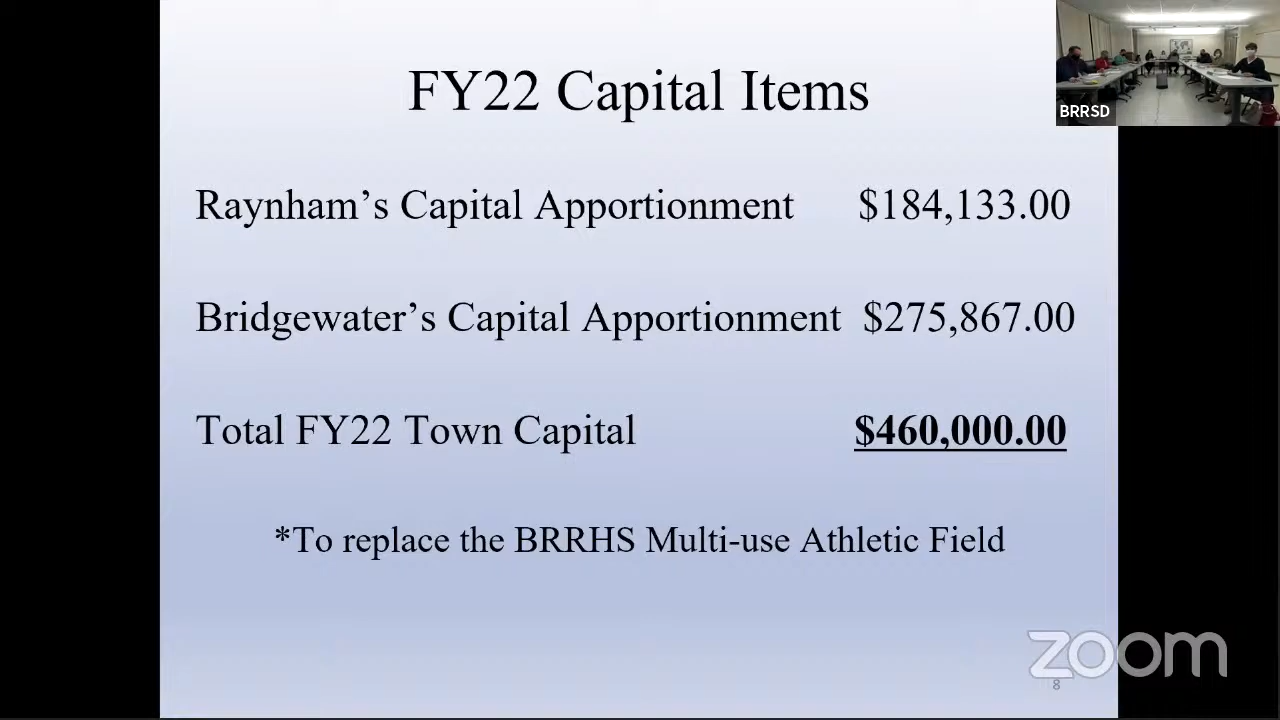 FY22 Capital Items
BRRSD
Raynham’s Capital Apportionment $184,133.00
Bridgewater’s Capital Apportionment $275,867.00
Total FY22 Town Capital $460,000.00
*To replace the BRRHS Multi-use Athletic Field
zoom
8